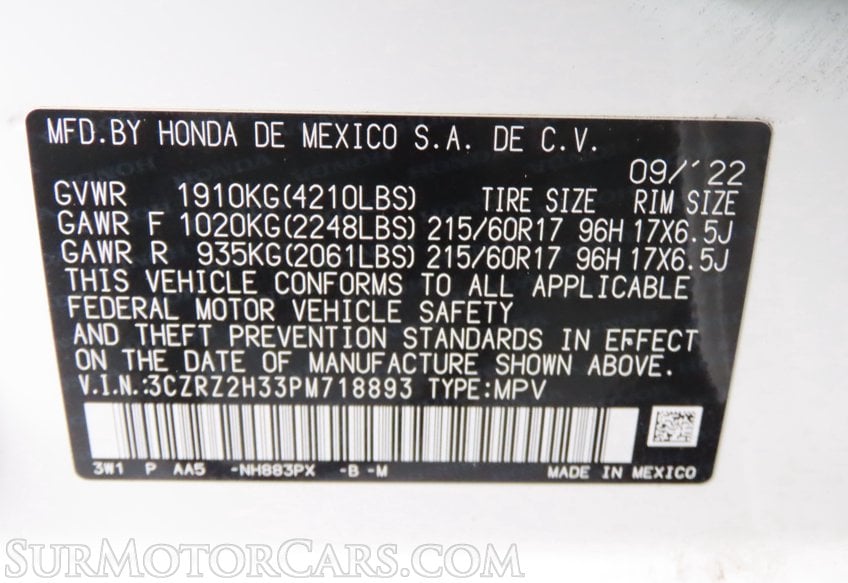 MFD.BY HONDA DE MEXICO S.A. DE C.V.
09/'22
GVWR 1910KG(4210LBS) TIRE SIZE RIM SIZE
GAWR F 1020KG(2248LBS) 215/60R17 96H 17X6.5J
GAWR R 935KG(2061LBS) 215/60R17 96H 17X6.5J
THIS VEHICLE CONFORMS TO ALL APPLICABLE
FEDERAL MOTOR VEHICLE SAFETY
AND THEFT PREVENTION STANDARDS IN EFFECT
ON THE DATE OF MANUFACTURE SHOWN ABOVE.
V.I.N.:3CZRZ2H33PM718893 TYPE:MPV
3W1 P AA5 -NH883PX -B -M MADE IN MEXICO
SURMOTORCARS.COM